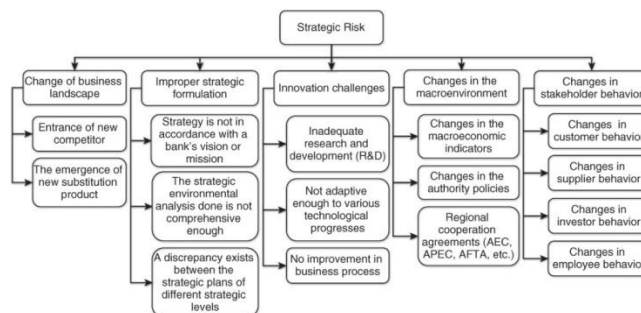 Strategic Risk
Change of business
landscape
Entrance of new
competitor
The emergence of
new substitution
product
Improper strategic
formulation
Strategy is not in
accordance with a
bank's vision or
mission
The strategic
environmental
analysis done is not
comprehensive
enough
A discrepancy exists
between the
strategic plans of
different strategic
levels
Innovation challenges
Inadequate
research and
development (R&D)
Not adaptive
enough to various
technological
progresses
No improvement in
business process
Changes in the
macroenvironment
Changes in the
macroeconomic
indicators
Changes in the
authority policies
Regional
cooperation
agreements (AEC,
APEC, AFTA, etc.)
Changes in
stakeholder behavior
Changes in
customer behavior
Changes in
supplier behavior
Changes in
investor behavior
Changes in
employee behavior